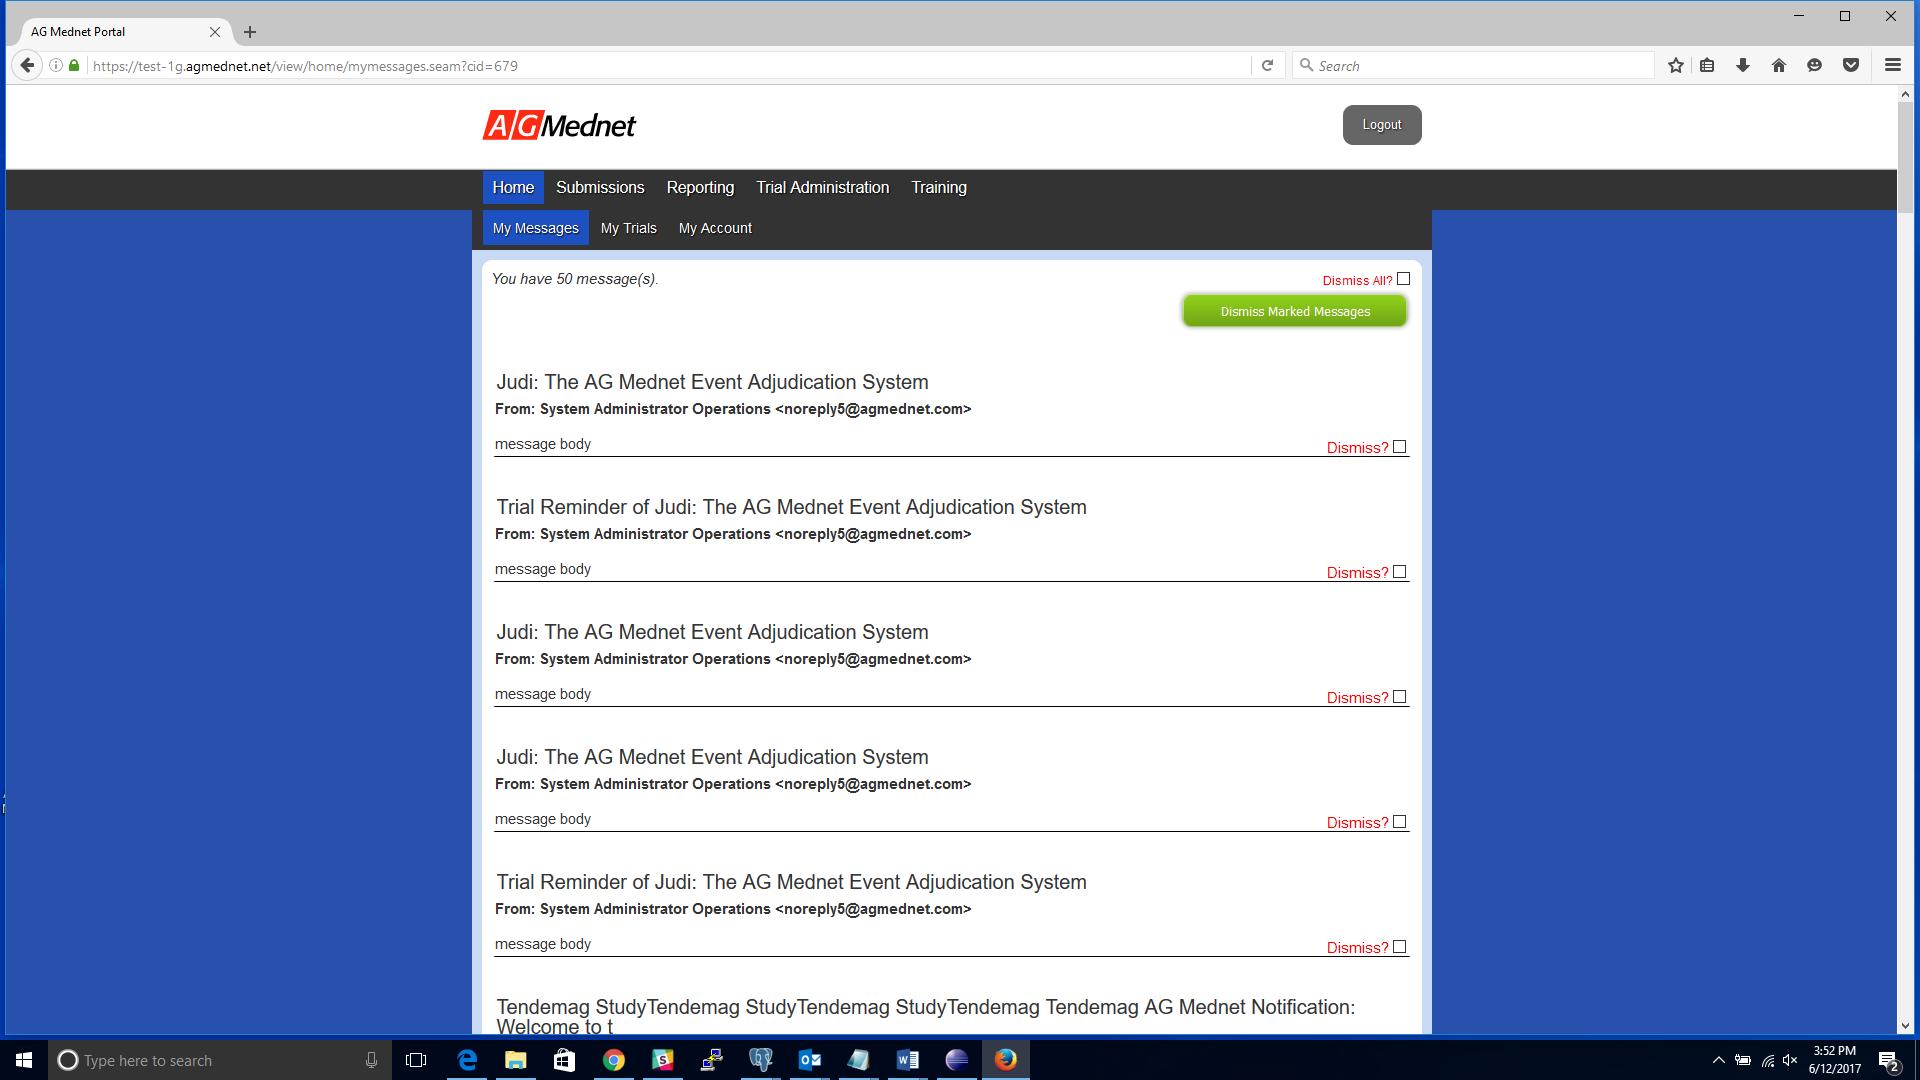 AG Mednet Portal
https://test-1g.agmednet.net/view/home/mymessages.seam?cid=679
Search
AG Mednet
Logout
Home Submissions Reporting Trial Administration Training
My Messages My Trials My Account
You have 50 message(s).
Dismiss All?
Dismiss Marked Messages
Judi: The AG Mednet Event Adjudication System
From: System Administrator Operations <noreply5@agmednet.com>
message body
Dismiss?
Trial Reminder of Judi: The AG Mednet Event Adjudication System
From: System Administrator Operations <noreply5@agmednet.com>
message body
Dismiss?
Judi: The AG Mednet Event Adjudication System
From: System Administrator Operations <noreply5@agmednet.com>
message body
Dismiss?
Judi: The AG Mednet Event Adjudication System
From: System Administrator Operations <noreply5@agmednet.com>
message body
Dismiss?
Trial Reminder of Judi: The AG Mednet Event Adjudication System
From: System Administrator Operations <noreply5@agmednet.com>
message body
Dismiss?
Tendemag StudyTendemag StudyTendemag StudyTendemag Tendemag AG Mednet Notification:
Welcome to t
Type here to search
3:52 PM
6/12/2017
2